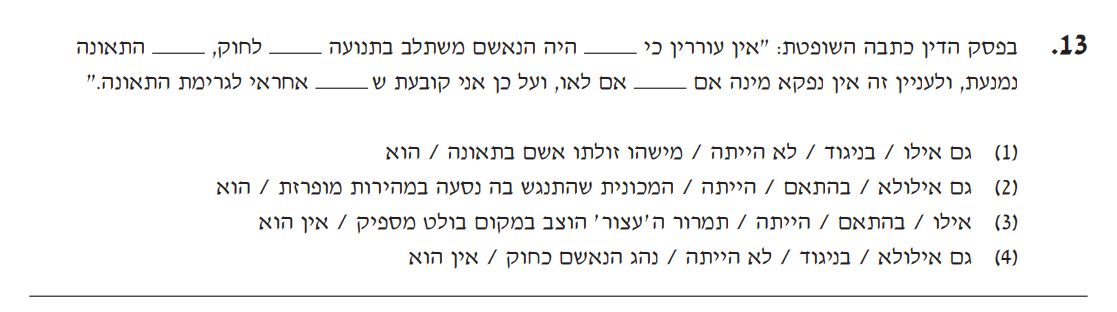 13. בפסק הדין כתבה השופטת: "אין עוררין כי _____ היה הנאשם משתלב בתנועה _____ לחוק, _____ התאונה
נמנעת, ולעניין זה אין נפקא מינה אם _____ אם לאו, ועל כן אני קובעת ש _____ אחראי לגרימת התאונה."
(1) גם אילו / בניגוד / לא הייתה / מישהו זולתו אשם בתאונה / הוא
(2) גם אילולא / בהתאם / הייתה / המכונית שהתנגש בה נסעה במהירות מופרזת / הוא
(3) אילו / בהתאם / הייתה / תמרור ה'עצור' הוצב במקום בולט מספיק / אין הוא
(4) גם אילולא / בניגוד / לא הייתה / נהג הנאשם כחוק / אין הוא